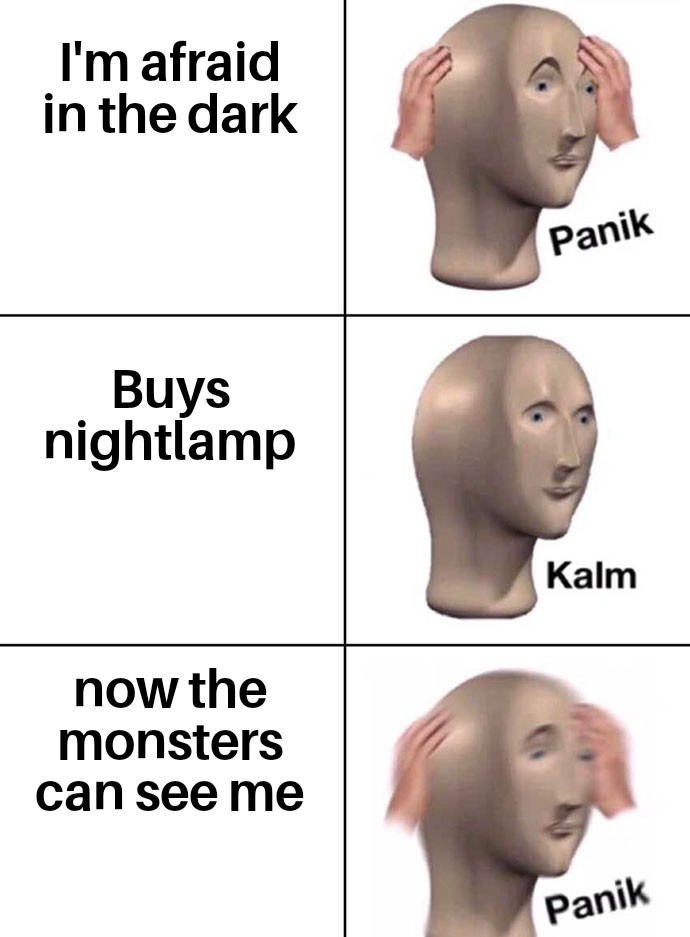 I'm afraid
in the dark
Panik
Buys
nightlamp
Kalm
now the
monsters
can see me
Panik